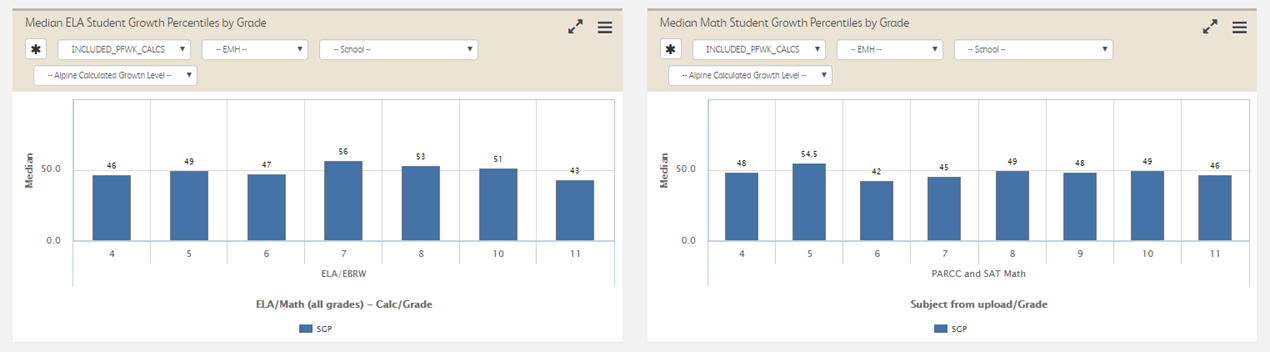 Median ELA Student Growth Percentiles by Grade
✱ INCLUDED_PFWK_CALCS -- EMH -- -- School --
-- Alpine Calculated Growth Level --
Median
50.0
0.0
46 49 47 56 53 51 43
4 5 6 7 8 10 11
ELA/EBRW
ELA/Math (all grades) – Calc/Grade
SGP
Median Math Student Growth Percentiles by Grade
✱ INCLUDED_PFWK_CALCS -- EMH -- -- School --
-- Alpine Calculated Growth Level --
Median
50.0
0.0
48 54.5 42 45 49 48 49 46
4 5 6 7 8 9 10 11
PARCC and SAT Math
Subject from upload/Grade
SGP